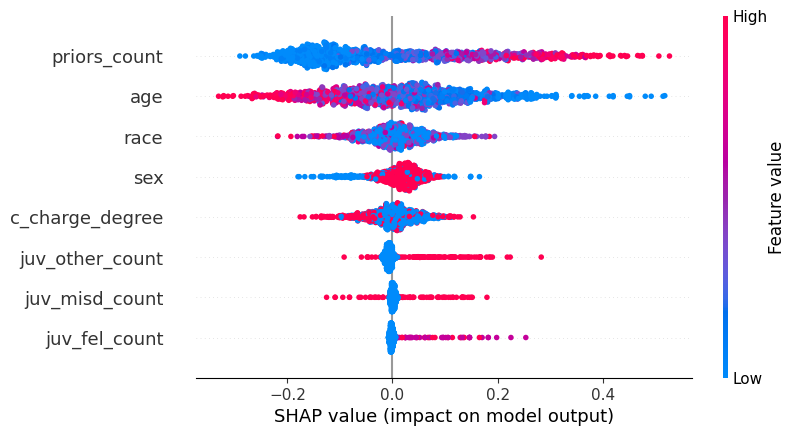 High
priors_count
age
race
sex
c_charge_degree
juv_other_count
juv_misd_count
juv_fel_count
Feature value
Low
−0.2 0.0 0.2 0.4
SHAP value (impact on model output)